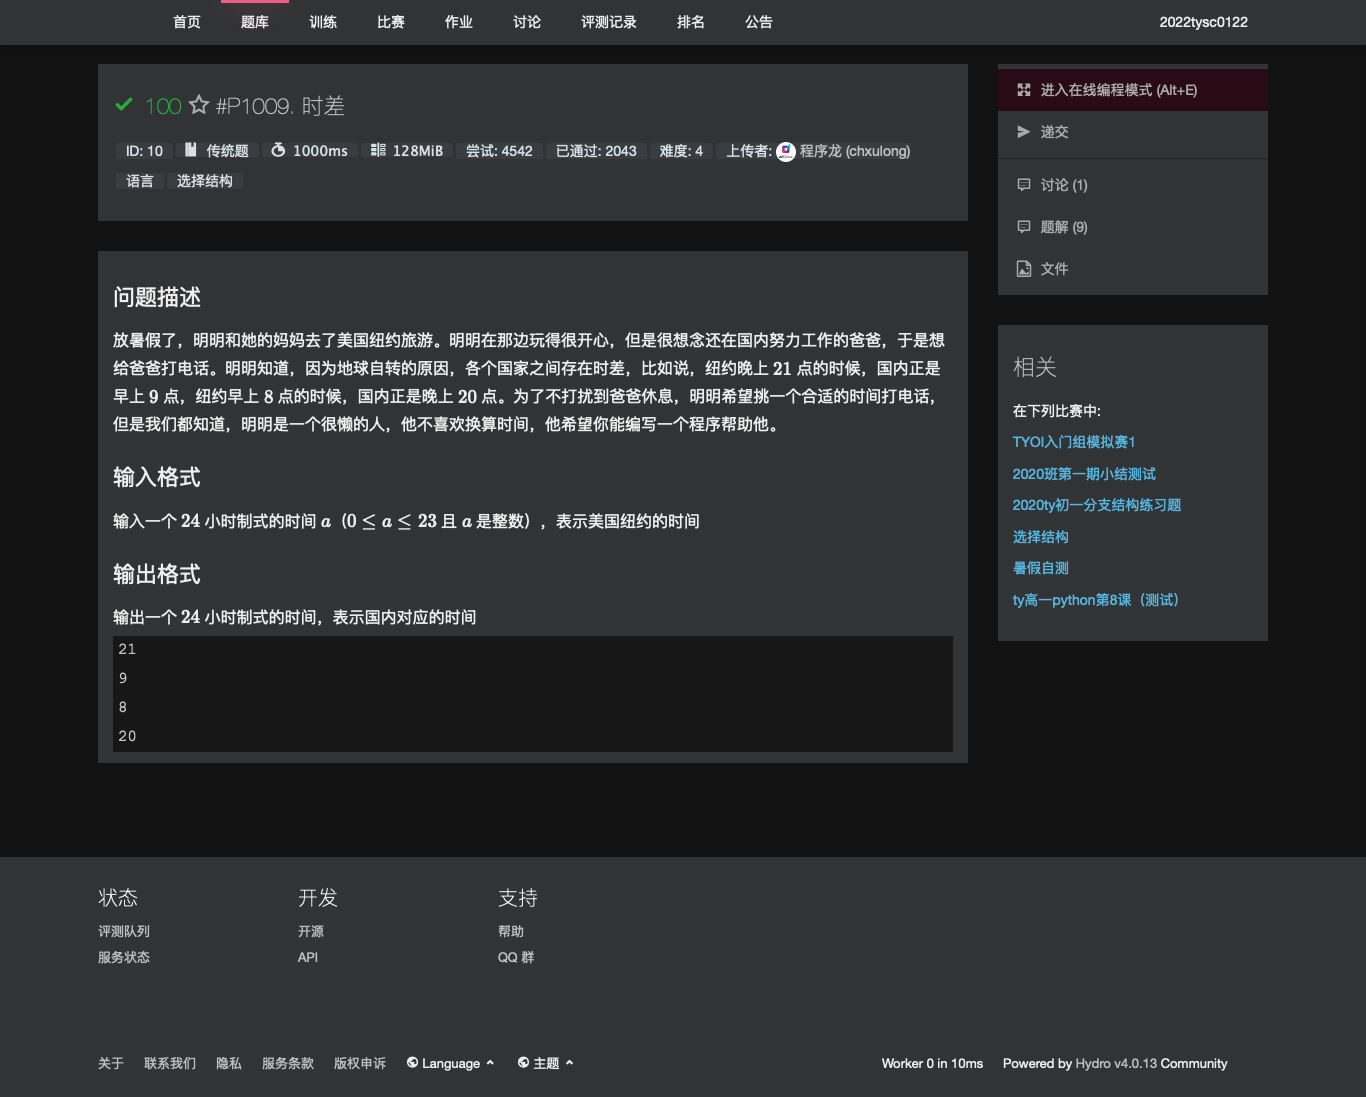 首页 题库 训练 比赛 作业 讨论 评测记录 排名 公告 2022tysc0122
100 #P1009. 时差
ID: 10 传统题 1000ms 128MiB 尝试: 4542 已通过: 2043 难度: 4 上传者: 程序龙 (chxulong)
语言 选择结构
问题描述
放暑假了，明明和她的妈妈去了美国纽约旅游。明明在那边玩得很开心，但是很想念还在国内努力工作的爸爸，于是想
给爸爸打电话。明明知道，因为地球自转的原因，各个国家之间存在时差，比如说，纽约晚上 21 点的时候，国内正是
早上 9 点，纽约早上 8 点的时候，国内正是晚上 20 点。为了不打扰到爸爸休息，明明希望挑一个合适的时间打电话，
但是我们都知道，明明是一个很懒的人，他不喜欢换算时间，他希望你能编写一个程序帮助他。
输入格式
输入一个 24 小时制式的时间 a（0 ≤ a ≤ 23 且 a 是整数），表示美国纽约的时间
输出格式
输出一个 24 小时制式的时间，表示国内对应的时间
21
9
8
20
进入在线编程模式 (Alt+E)
递交
讨论 (1)
题解 (9)
文件
相关
在下列比赛中:
TYOI入门组模拟赛1
2020班第一期小结测试
2020ty初一分支结构练习题
选择结构
暑假自测
ty高一python第8课（测试）
状态
评测队列
服务状态
开发
开源
API
支持
帮助
QQ 群
关于 联系我们 隐私 服务条款 版权申诉 Language 主题 Worker 0 in 10ms Powered by Hydro v4.0.13 Community